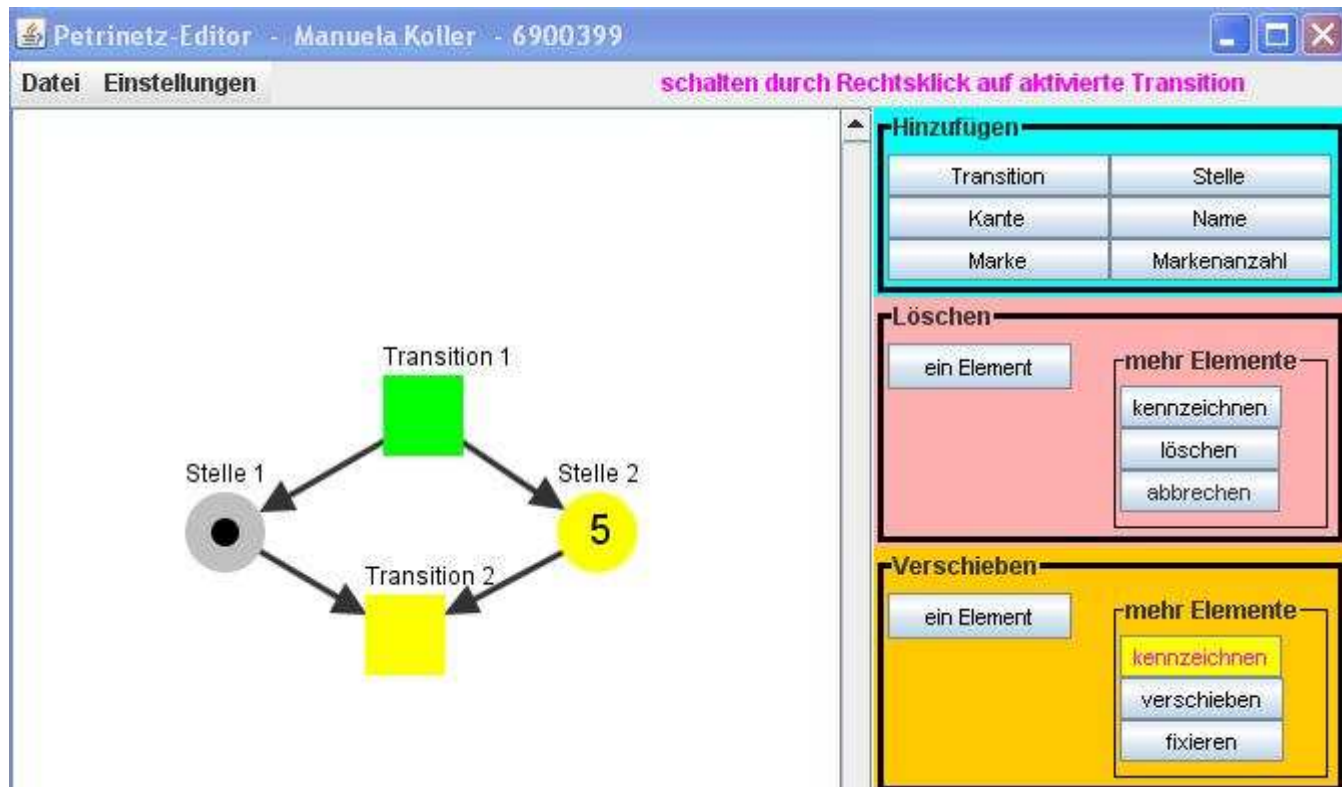 Petrinetz-Editor - Manuela Koller - 6900399
Datei Einstellungen
schalten durch Rechtsklick auf aktivierte Transition
Transition 1
Stelle 1
Stelle 2
5
Transition 2
Hinzufügen
Transition
Stelle
Kante
Name
Marke
Markenanzahl
Löschen
ein Element
mehr Elemente
kennzeichnen
löschen
abbrechen
Verschieben
ein Element
mehr Elemente
kennzeichnen
verschieben
fixieren